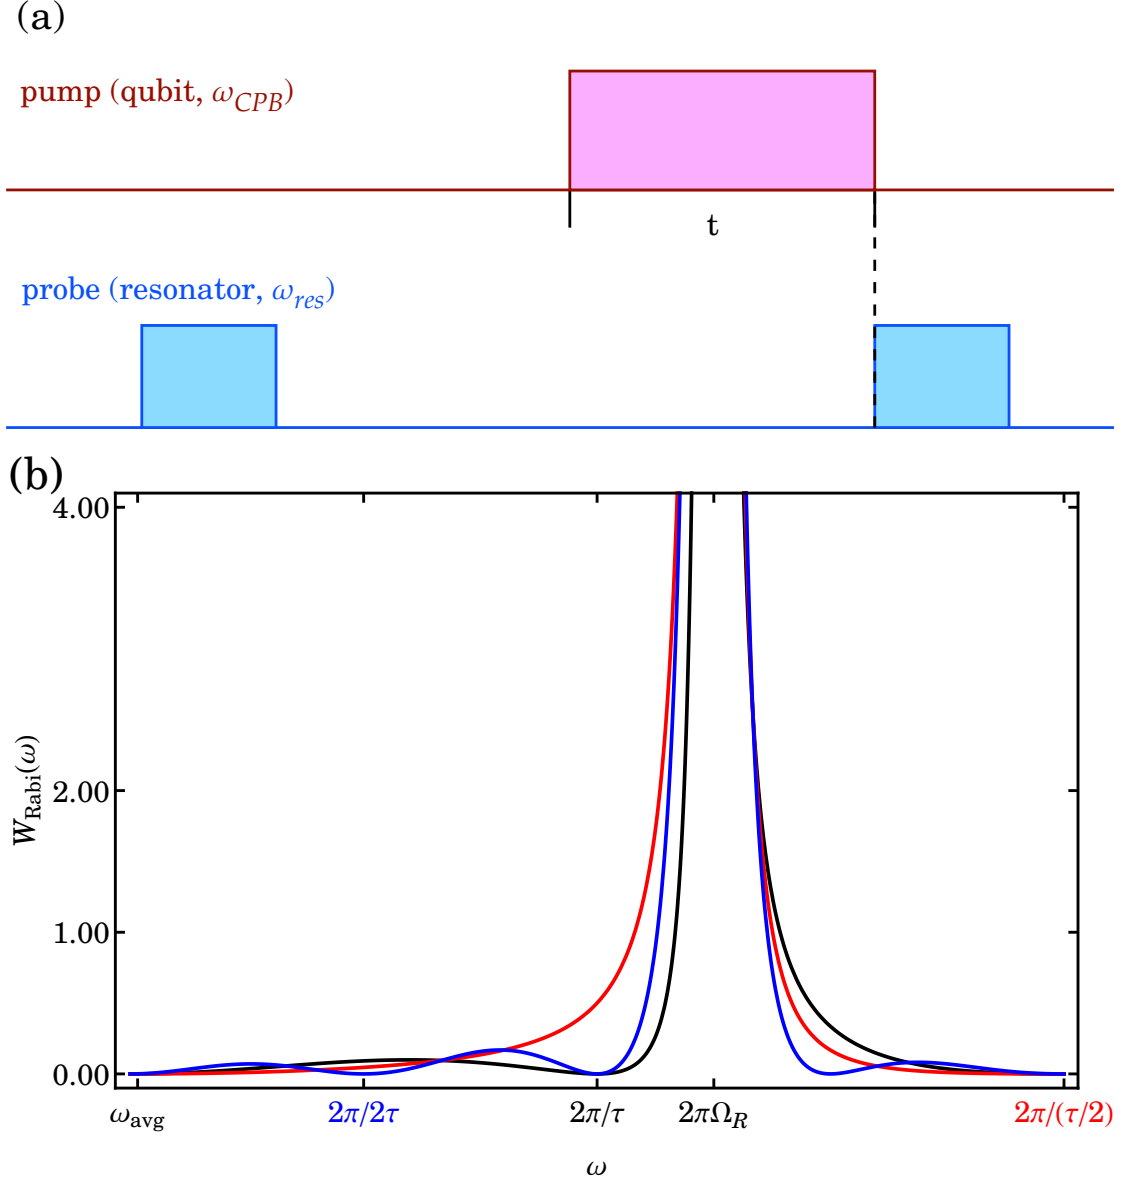 (a)
pump (qubit, ω_CPB)
t
probe (resonator, ω_res)
(b)
4.00
2.00
1.00
0.00
W_Rabi(ω)
ω_avg 2π/2τ 2π/τ 2πΩ_R 2π/(τ/2)
ω